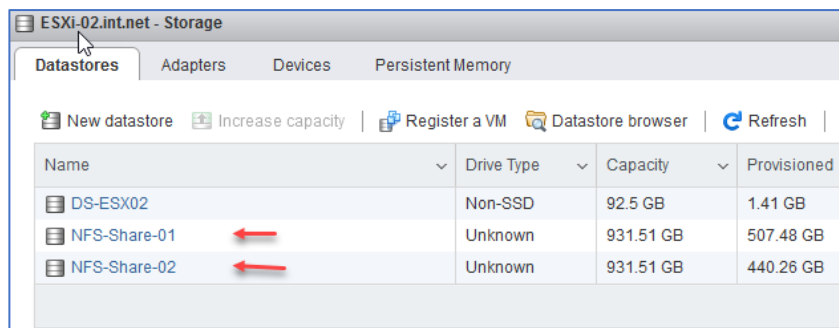 ESXi-02.int.net - Storage
Datastores Adapters Devices Persistent Memory
New datastore Increase capacity Register a VM Datastore browser Refresh
Name Drive Type Capacity Provisioned
DS-ESX02 Non-SSD 92.5 GB 1.41 GB
NFS-Share-01 Unknown 931.51 GB 507.48 GB
NFS-Share-02 Unknown 931.51 GB 440.26 GB